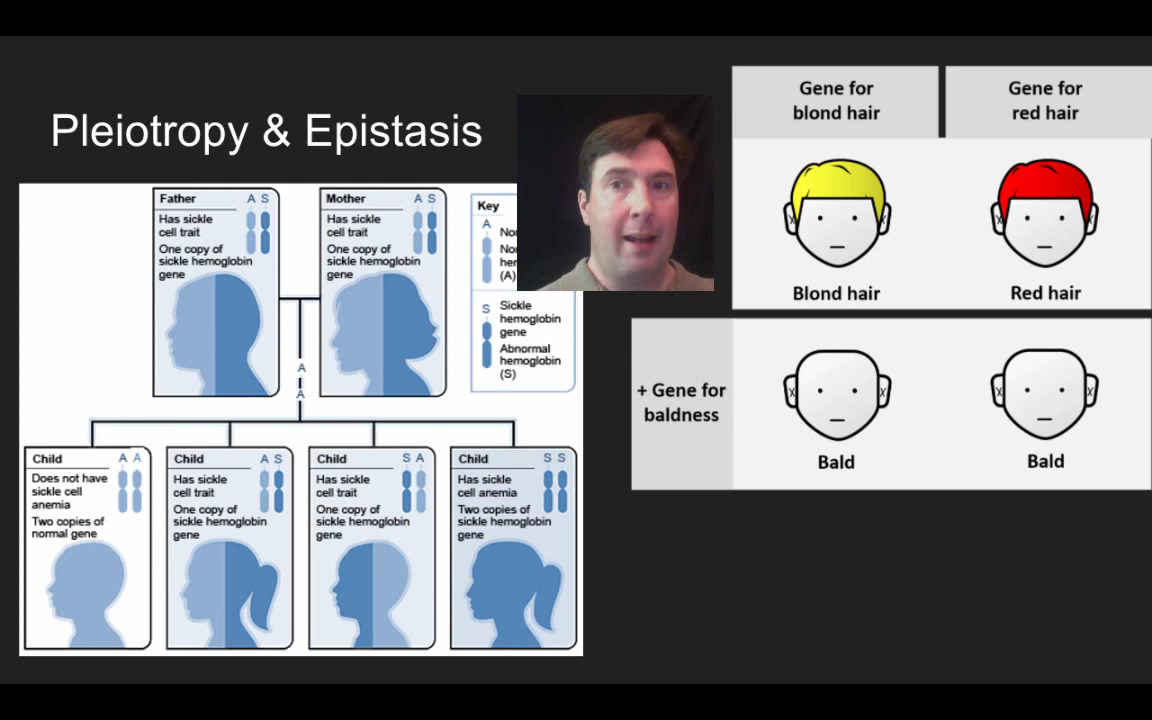 Pleiotropy & Epistasis
Father
A S
Has sickle
cell trait
One copy of
sickle hemoglobin
gene
Mother
A S
Has sickle
cell trait
One copy of
sickle hemoglobin
gene
Key
A
(A)
S
Sickle
hemoglobin
gene
Abnormal
hemoglobin
(S)
A
A
Child
A A
Does not have
sickle cell
anemia
Two copies of
normal gene
Child
A S
Has sickle
cell trait
One copy of
sickle hemoglobin
gene
Child
S A
Has sickle
cell trait
One copy of
sickle hemoglobin
gene
Child
S S
Has sickle
cell anemia
Two copies of
sickle hemoglobin
gene
Gene for
blond hair
Gene for
red hair
Blond hair
Red hair
+ Gene for
baldness
Bald
Bald